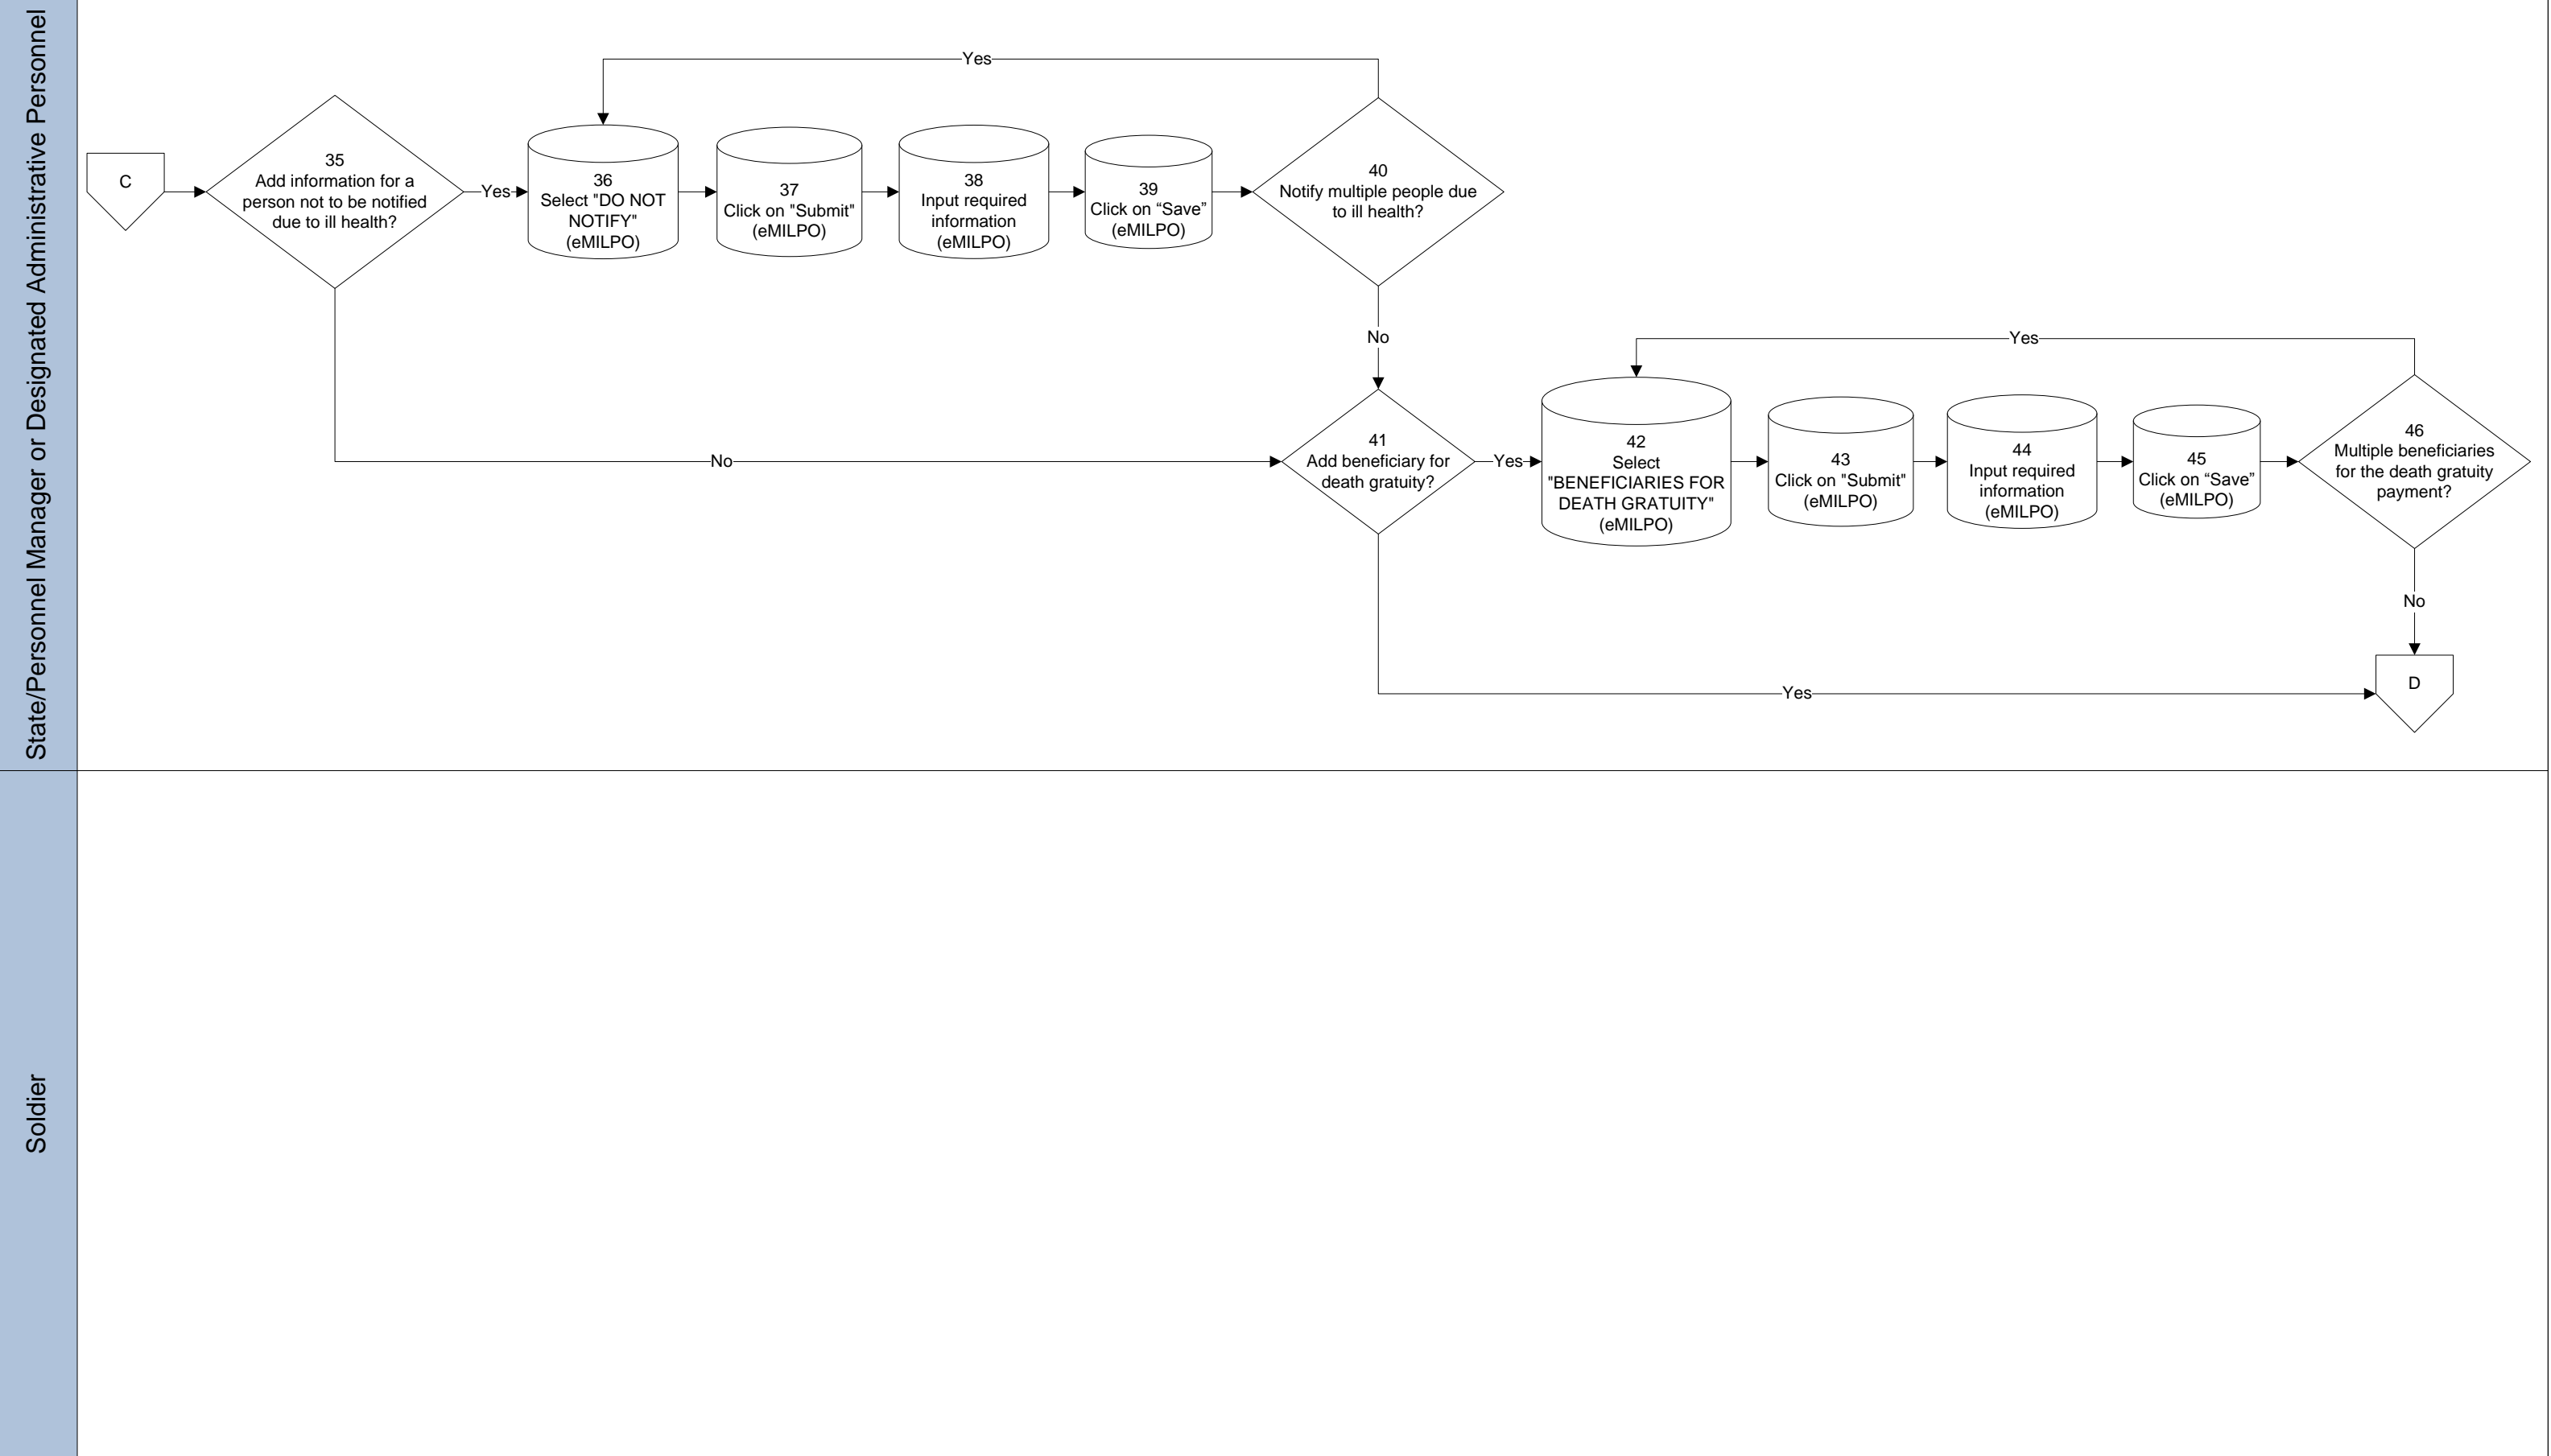 State/Personnel Manager or Designated Administrative Personnel
C
35
Add information for a
person not to be notified
due to ill health?
Yes
36
Select "DO NOT
NOTIFY"
(eMILPO)
37
Click on "Submit"
(eMILPO)
38
Input required
information
(eMILPO)
39
Click on “Save”
(eMILPO)
40
Notify multiple people due
to ill health?
Yes
No
No
41
Add beneficiary for
death gratuity?
Yes
42
Select
"BENEFICIARIES FOR
DEATH GRATUITY"
(eMILPO)
43
Click on "Submit"
(eMILPO)
44
Input required
information
(eMILPO)
45
Click on “Save”
(eMILPO)
46
Multiple beneficiaries
for the death gratuity
payment?
Yes
No
Yes
D
Soldier